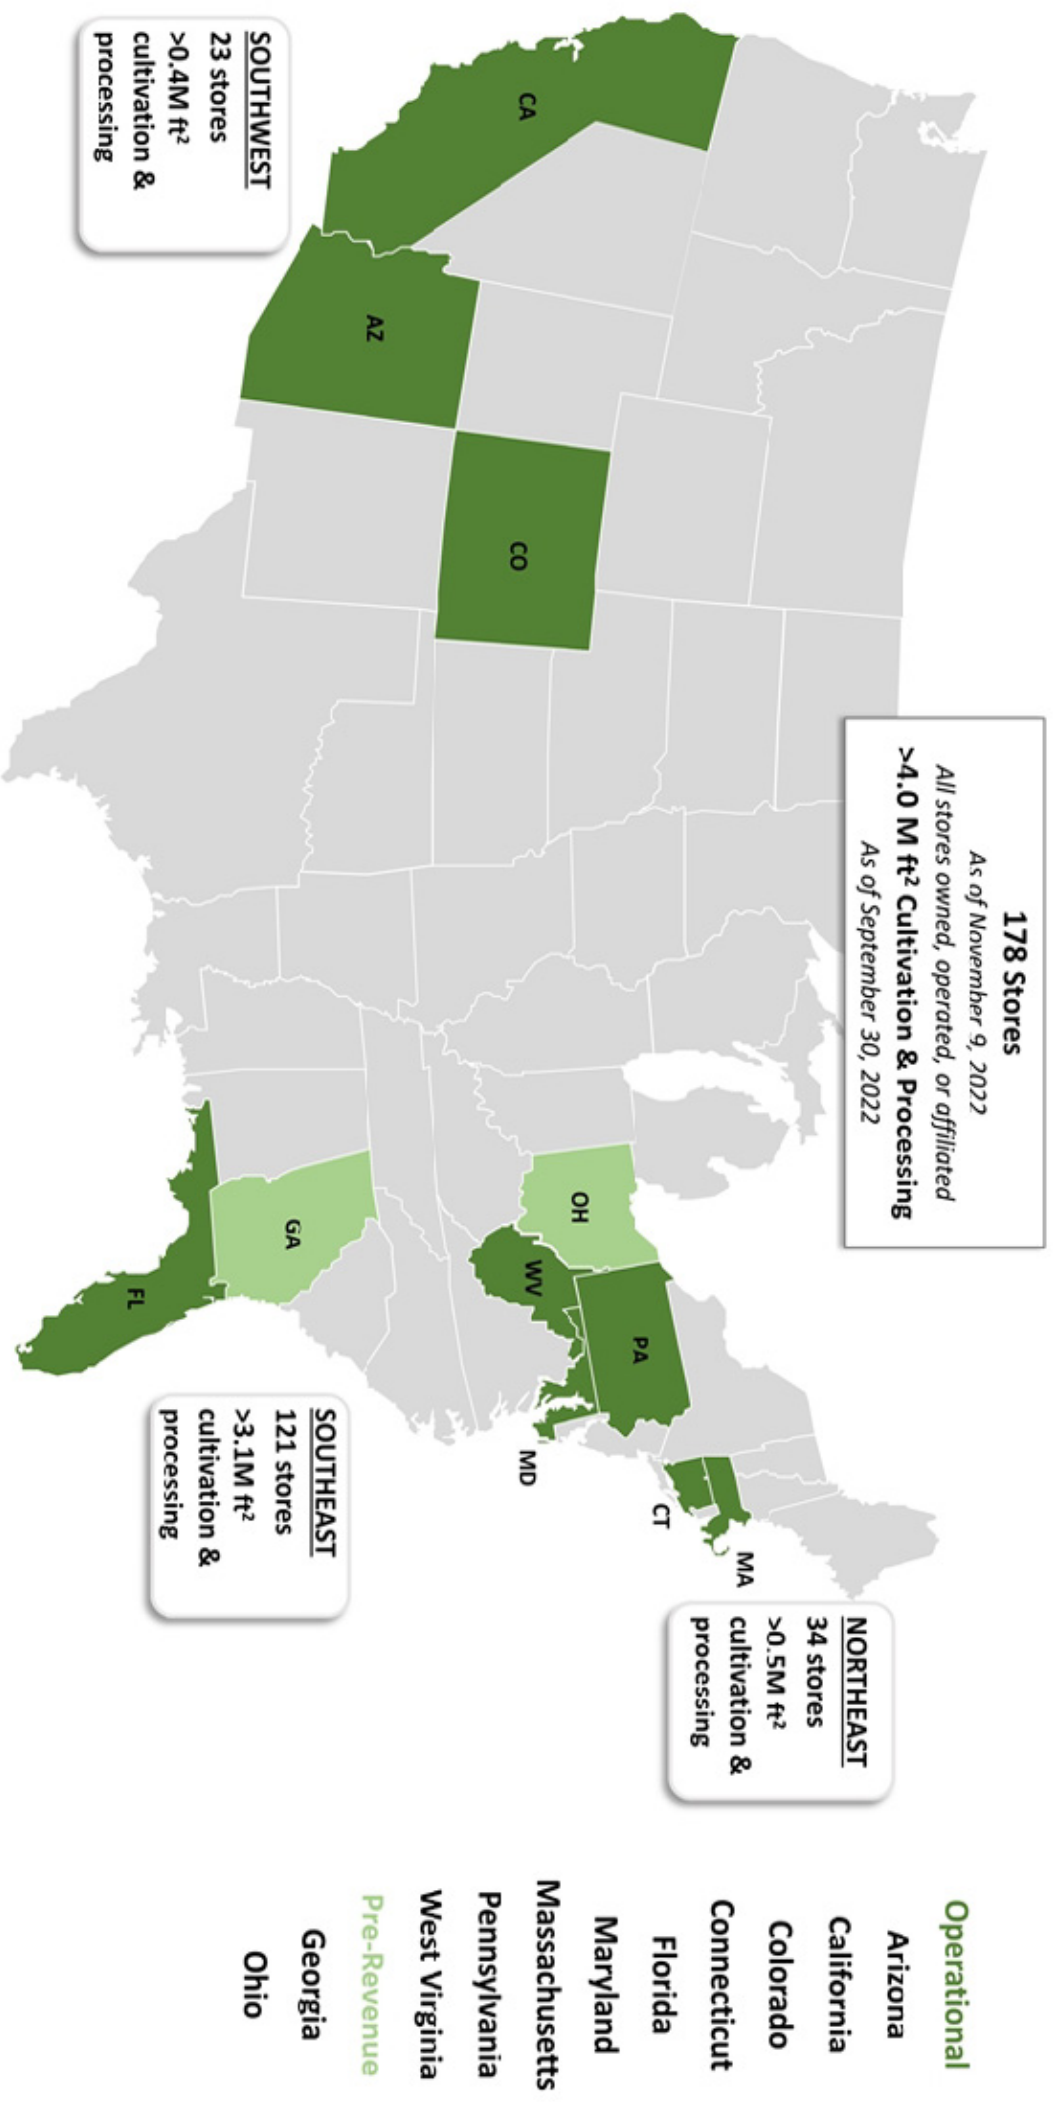 178 Stores
As of November 9, 2022
All stores owned, operated, or affiliated
>4.0 M ft² Cultivation & Processing
As of September 30, 2022
CA
AZ
CO
OH
GA
WV
PA
FL
MD
CT
MA
SOUTHWEST
23 stores
>0.4M ft²
cultivation &
processing
SOUTHEAST
121 stores
>3.1M ft²
cultivation &
processing
NORTHEAST
34 stores
>0.5M ft²
cultivation &
processing
Operational
Arizona
California
Colorado
Connecticut
Florida
Maryland
Massachusetts
Pennsylvania
West Virginia
Pre-Revenue
Georgia
Ohio